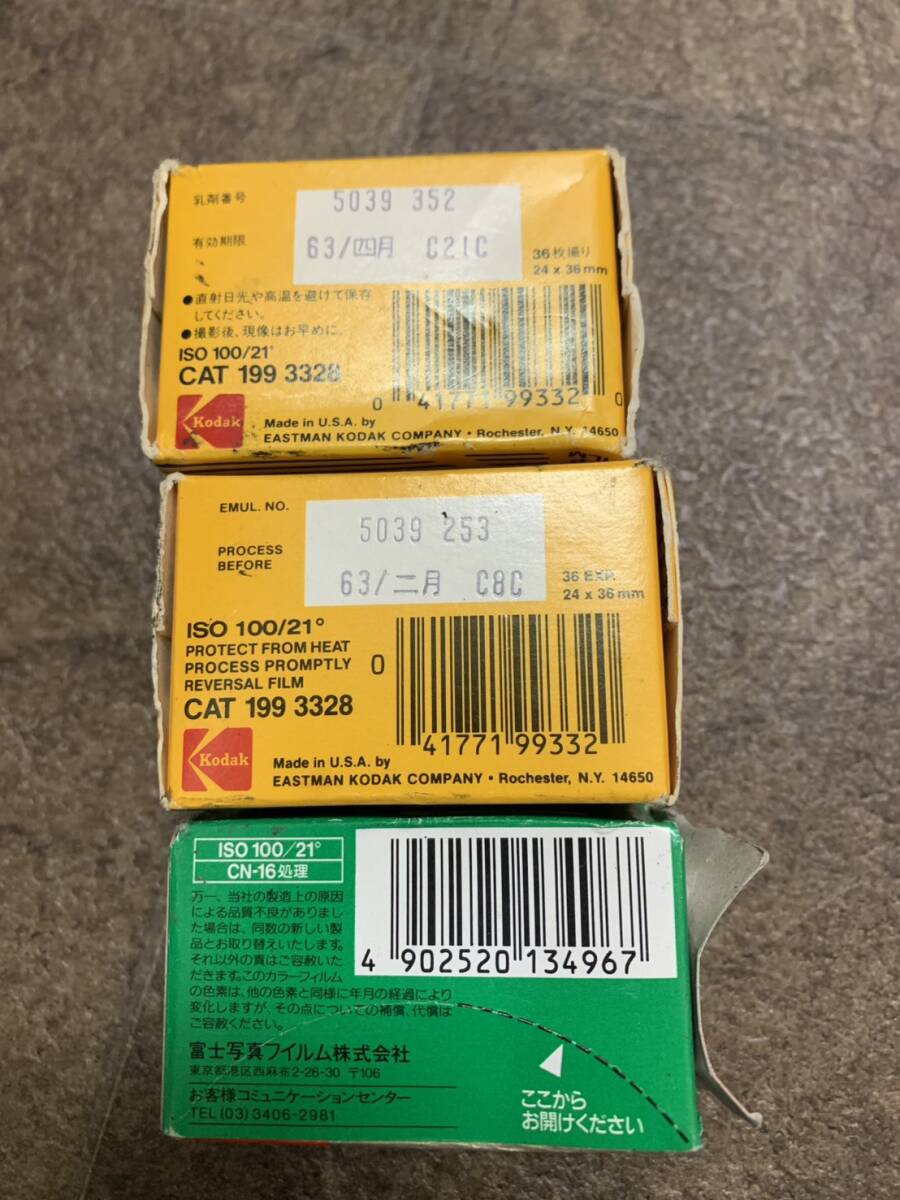 乳剤番号
5039 352
有効期限
63/四月 C21C
36枚撮り
24 x 36mm
●直射日光や高温を避けて保存
してください。
●撮影後、現像はお早めに。
ISO 100/21°
CAT 199 3328
0 41771 99332 0
Kodak
Made in U.S.A. by
EASTMAN KODAK COMPANY • Rochester, N.Y. 14650
EMUL. NO.
5039 253
PROCESS
BEFORE
63/二月 C8C
36 EXP.
24 x 36mm
ISO 100/21°
PROTECT FROM HEAT
PROCESS PROMPTLY
REVERSAL FILM
CAT 199 3328
0 41771 99332
Kodak
Made in U.S.A. by
EASTMAN KODAK COMPANY • Rochester, N.Y. 14650
ISO 100/21°
CN-16処理
万一、当社の製造上の原因
による品質不良がありまし
た場合は、同数の新しい製
品とお取り替えいたします。
それ以外の責はご容赦いた
だきます。このカラーフィルム
の色素は、他の色素と同様に年月の経過により
変化しますが、その点についての補償、代償は
ご容赦ください。
4 902520 134967
富士写真フイルム株式会社
東京都港区西麻布2-26-30 〒106
お客様コミュニケーションセンター
TEL (03) 3406-2981
ここから
お開けください